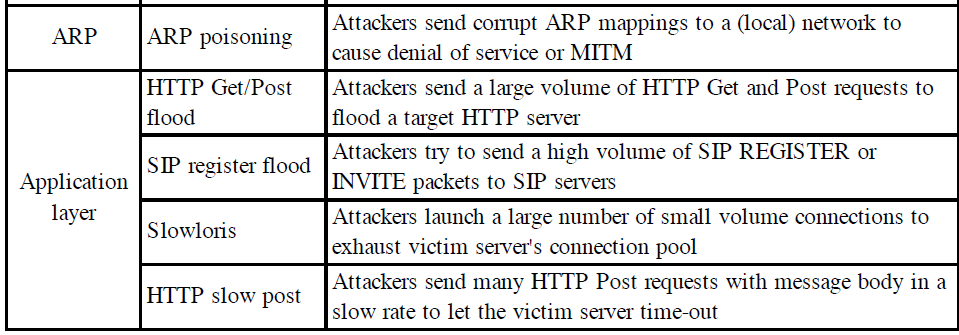 ARP
ARP poisoning
Attackers send corrupt ARP mappings to a (local) network to
cause denial of service or MITM
Application
layer
HTTP Get/Post
flood
Attackers send a large volume of HTTP Get and Post requests to
flood a target HTTP server
SIP register flood
Attackers try to send a high volume of SIP REGISTER or
INVITE packets to SIP servers
Slowloris
Attackers launch a large number of small volume connections to
exhaust victim server's connection pool
HTTP slow post
Attackers send many HTTP Post requests with message body in a
slow rate to let the victim server time-out